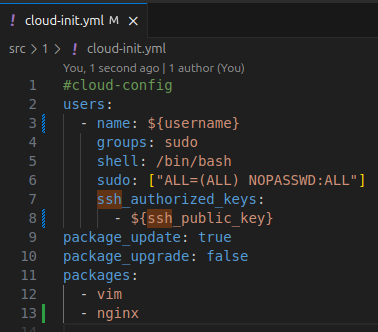 ! cloud-init.yml M ×
src > 1 > ! cloud-init.yml
You, 1 second ago | 1 author (You)
1 #cloud-config
2 users:
3   - name: ${username}
4     groups: sudo
5     shell: /bin/bash
6     sudo: ["ALL=(ALL) NOPASSWD:ALL"]
7     ssh_authorized_keys:
8       - ${ssh_public_key}
9 package_update: true
10 package_upgrade: false
11 packages:
12   - vim
13   - nginx